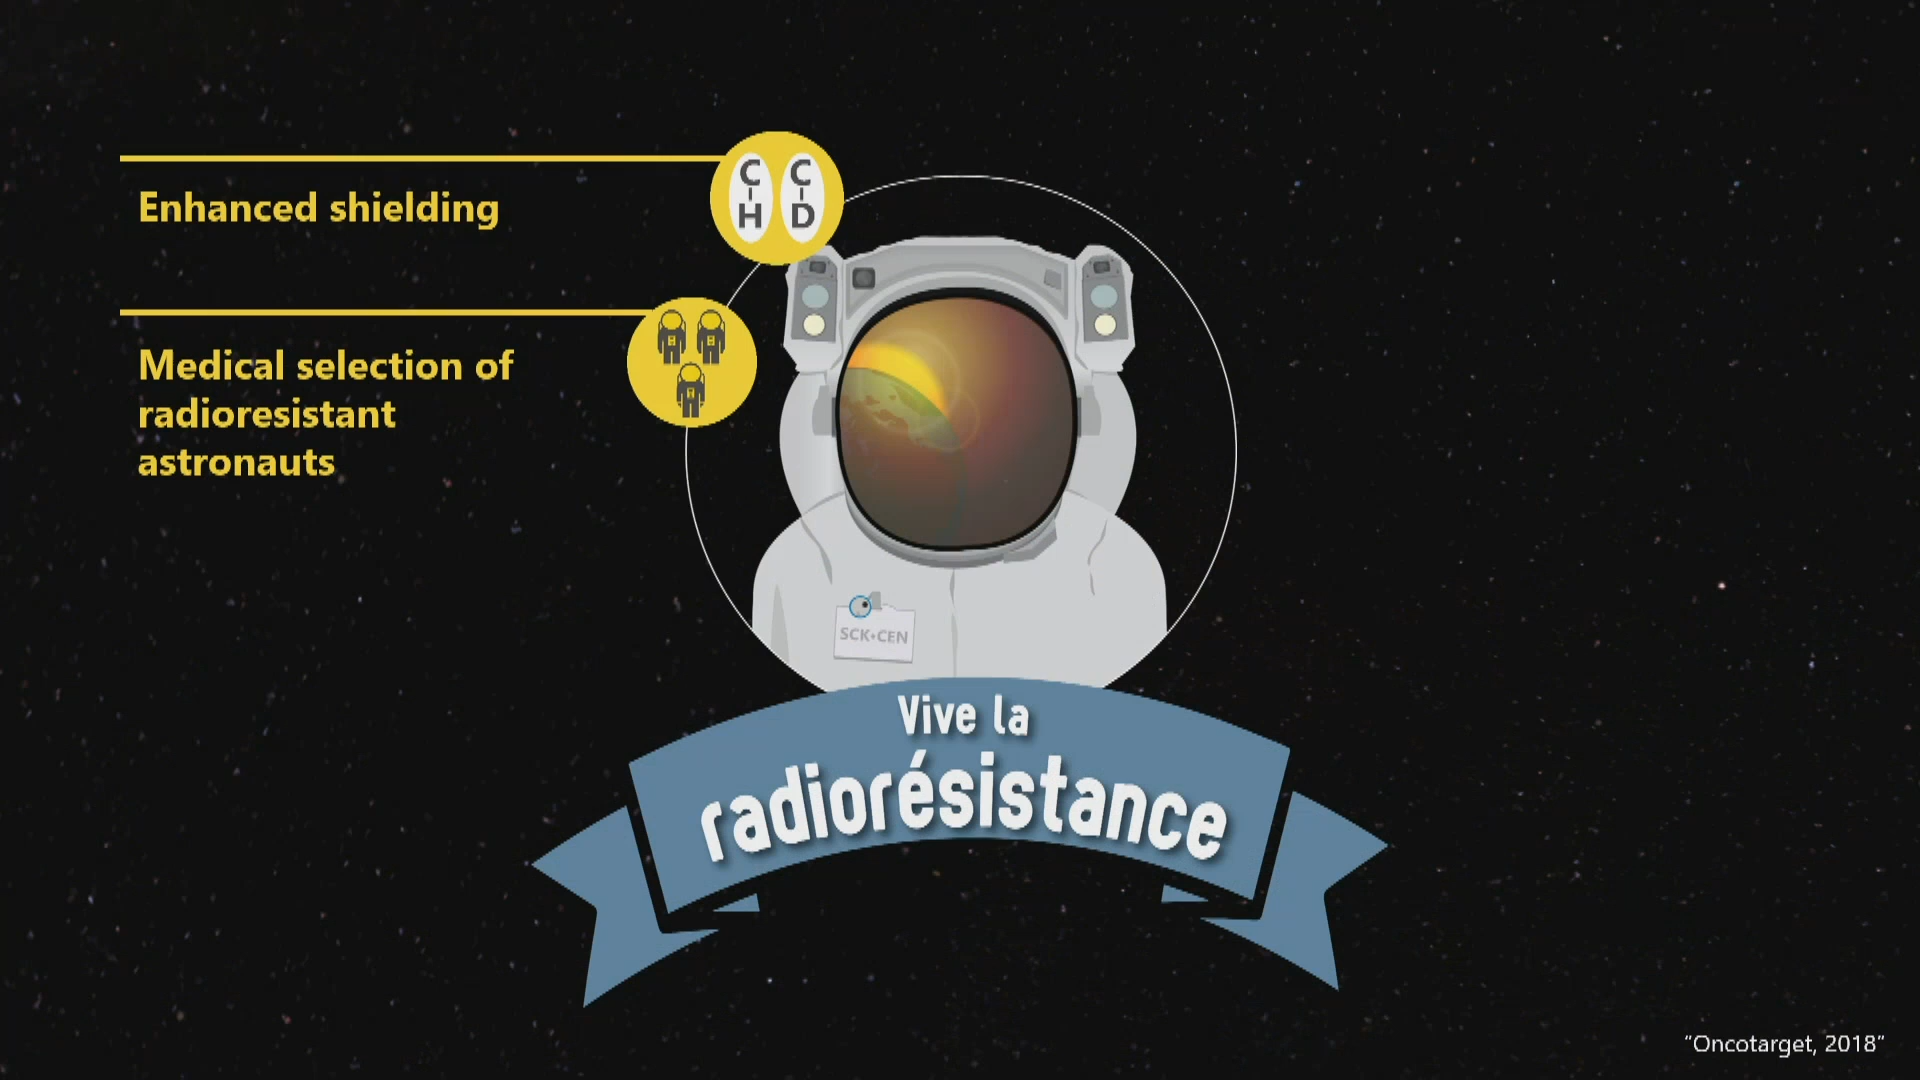 C C
H D
Enhanced shielding
Medical selection of
radioresistant
astronauts
SCK•CEN
Vive la
radiorésistance
"Oncotarget, 2018"